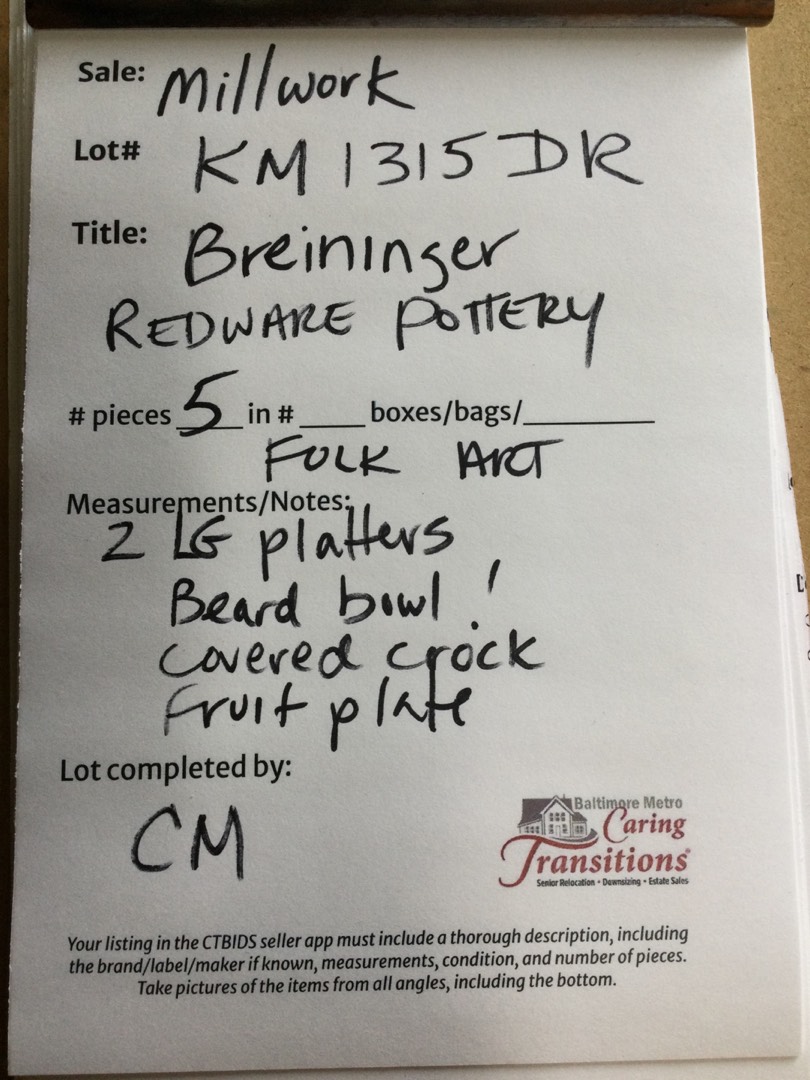 Sale: Millwork
Lot# KM1315DR
Title: Breininger
REDWARE POTTERY
# pieces 5 in # ____ boxes/bags/__________
FOLK ART
Measurements/Notes:
2 LG platters
Beard bowl !
covered crock
Fruit plate
Lot completed by:
CM
Baltimore Metro
Caring
Transitions
Senior Relocation • Downsizing • Estate Sales
Your listing in the CTBIDS seller app must include a thorough description, including
the brand/label/maker if known, measurements, condition, and number of pieces.
Take pictures of the items from all angles, including the bottom.